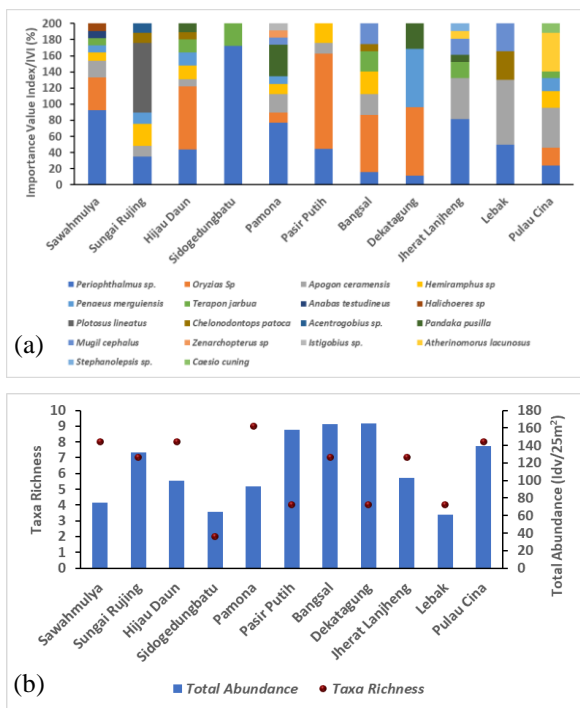 Importance Value Index/IVI (%)
200
180
160
140
120
100
80
60
40
20
0
Sawahmulya
Sungai Rujing
Hijau Daun
Sidogedungbatu
Pamona
Pasir Putih
Bangsal
Dekatagung
Jherat Lanjheng
Lebak
Pulau Cina
Periophthalmus sp.
Oryzias Sp
Apogon ceramensis
Hemiramphus sp
Penaeus merguiensis
Terapon jarbua
Anabas testudineus
Halichoeres sp
Plotosus lineatus
Chelonodontops patoca
Acentrogobius sp.
Pandaka pusilla
Mugil cephalus
Zenarchopterus sp
Istigobius sp.
Atherinomorus lacunosus
Stephanolepsis sp.
Caesio cuning
(a)
Taxa Richness
10
9
8
7
6
5
4
3
2
1
0
180
160
140
120
100
80
60
40
20
0
Total Abundance (Idv/25m²)
Sawahmulya
Sungai Rujing
Hijau Daun
Sidogedungbatu
Pamona
Pasir Putih
Bangsal
Dekatagung
Jherat Lanjheng
Lebak
Pulau Cina
Total Abundance
Taxa Richness
(b)